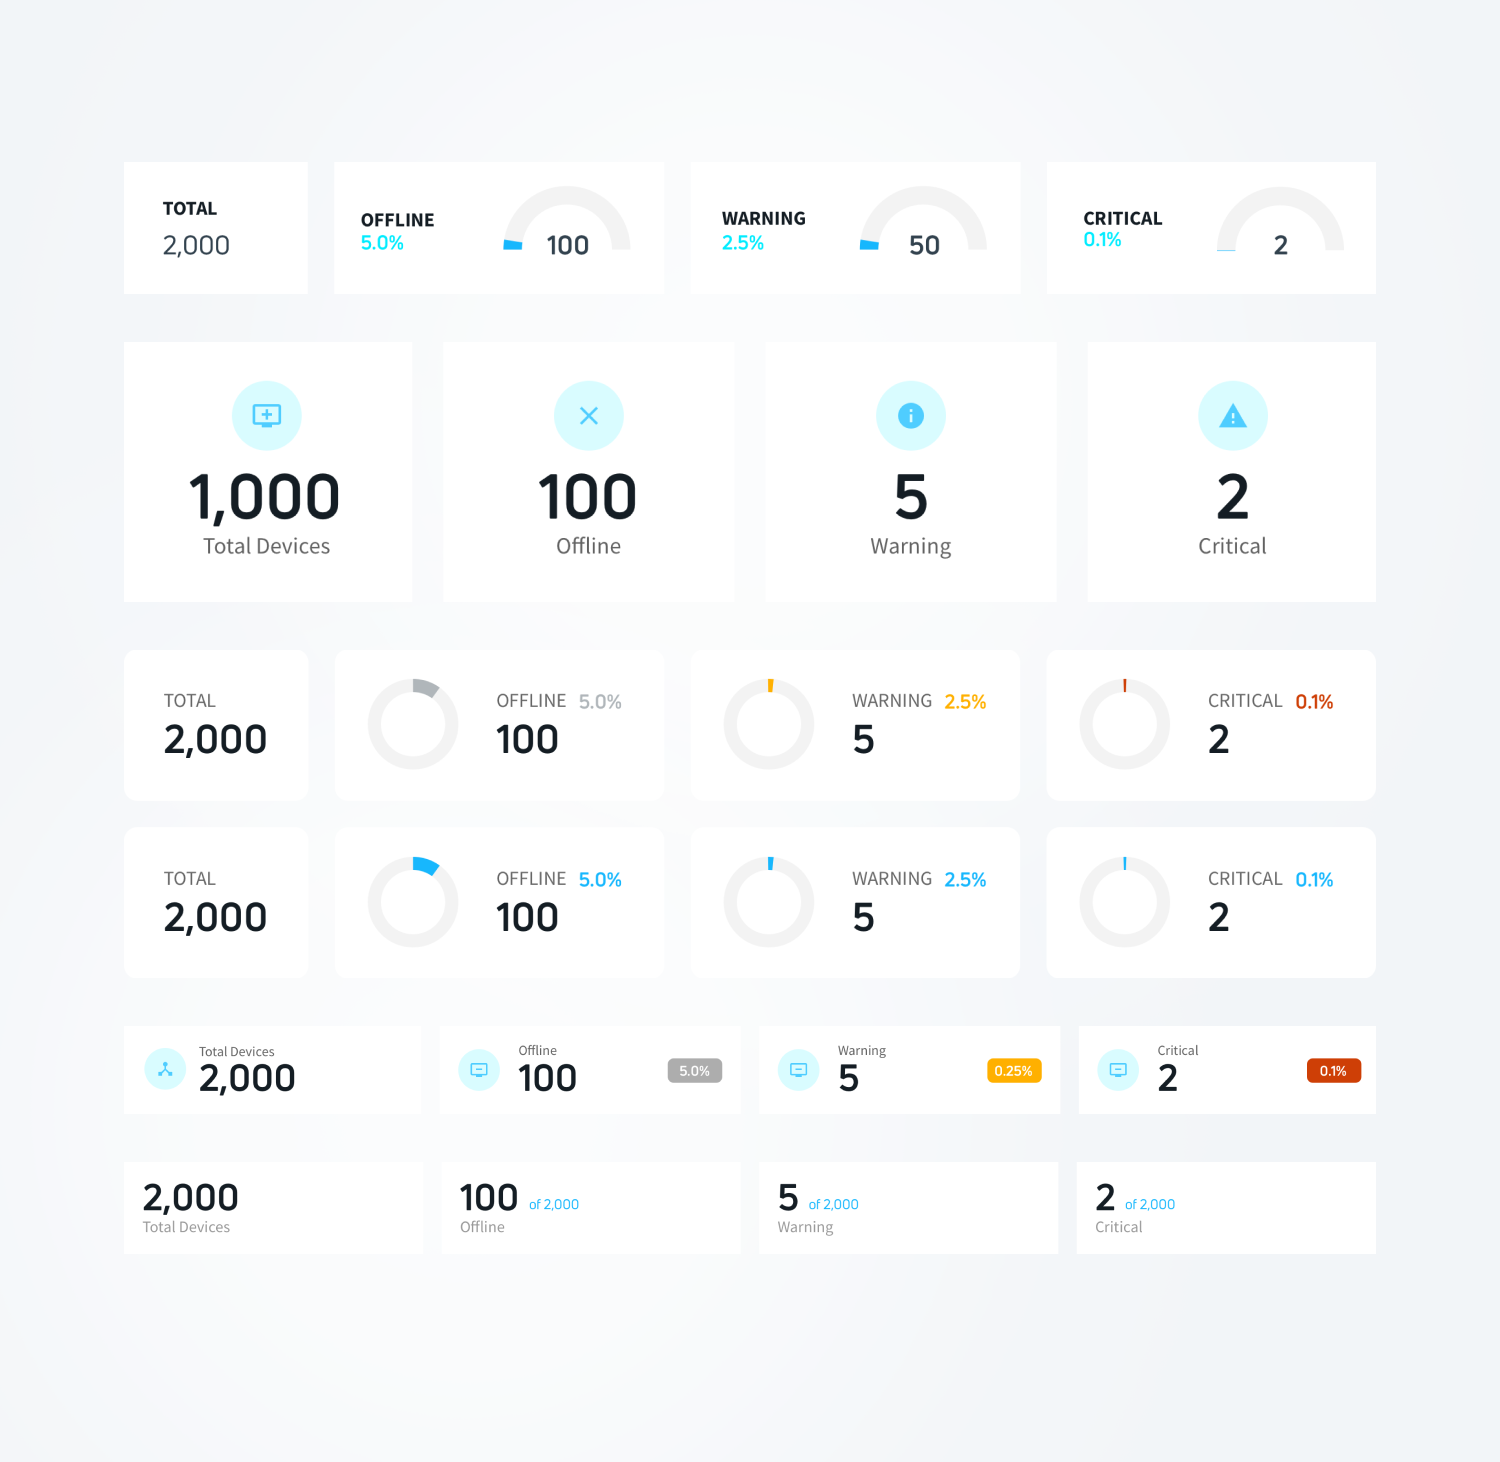 TOTAL
2,000
OFFLINE
5.0%
100
WARNING
2.5%
50
CRITICAL
0.1%
2
1,000
Total Devices
100
Offline
5
Warning
2
Critical
TOTAL
2,000
OFFLINE 5.0%
100
WARNING 2.5%
5
CRITICAL 0.1%
2
TOTAL
2,000
OFFLINE 5.0%
100
WARNING 2.5%
5
CRITICAL 0.1%
2
Total Devices
2,000
Offline
100
5.0%
Warning
5
0.25%
Critical
2
0.1%
2,000
Total Devices
100 of 2,000
Offline
5 of 2,000
Warning
2 of 2,000
Critical